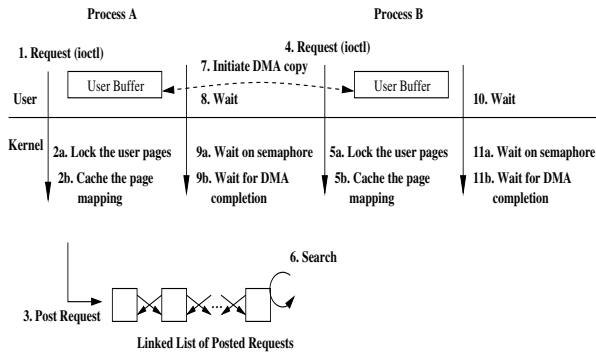 Process A
Process B
1. Request (ioctl)
4. Request (ioctl)
7. Initiate DMA copy
User Buffer
User Buffer
User
8. Wait
10. Wait
Kernel
2a. Lock the user pages
9a. Wait on semaphore
5a. Lock the user pages
11a. Wait on semaphore
2b. Cache the page
mapping
9b. Wait for DMA
completion
5b. Cache the page
mapping
11b. Wait for DMA
completion
6. Search
...
3. Post Request
Linked List of Posted Requests